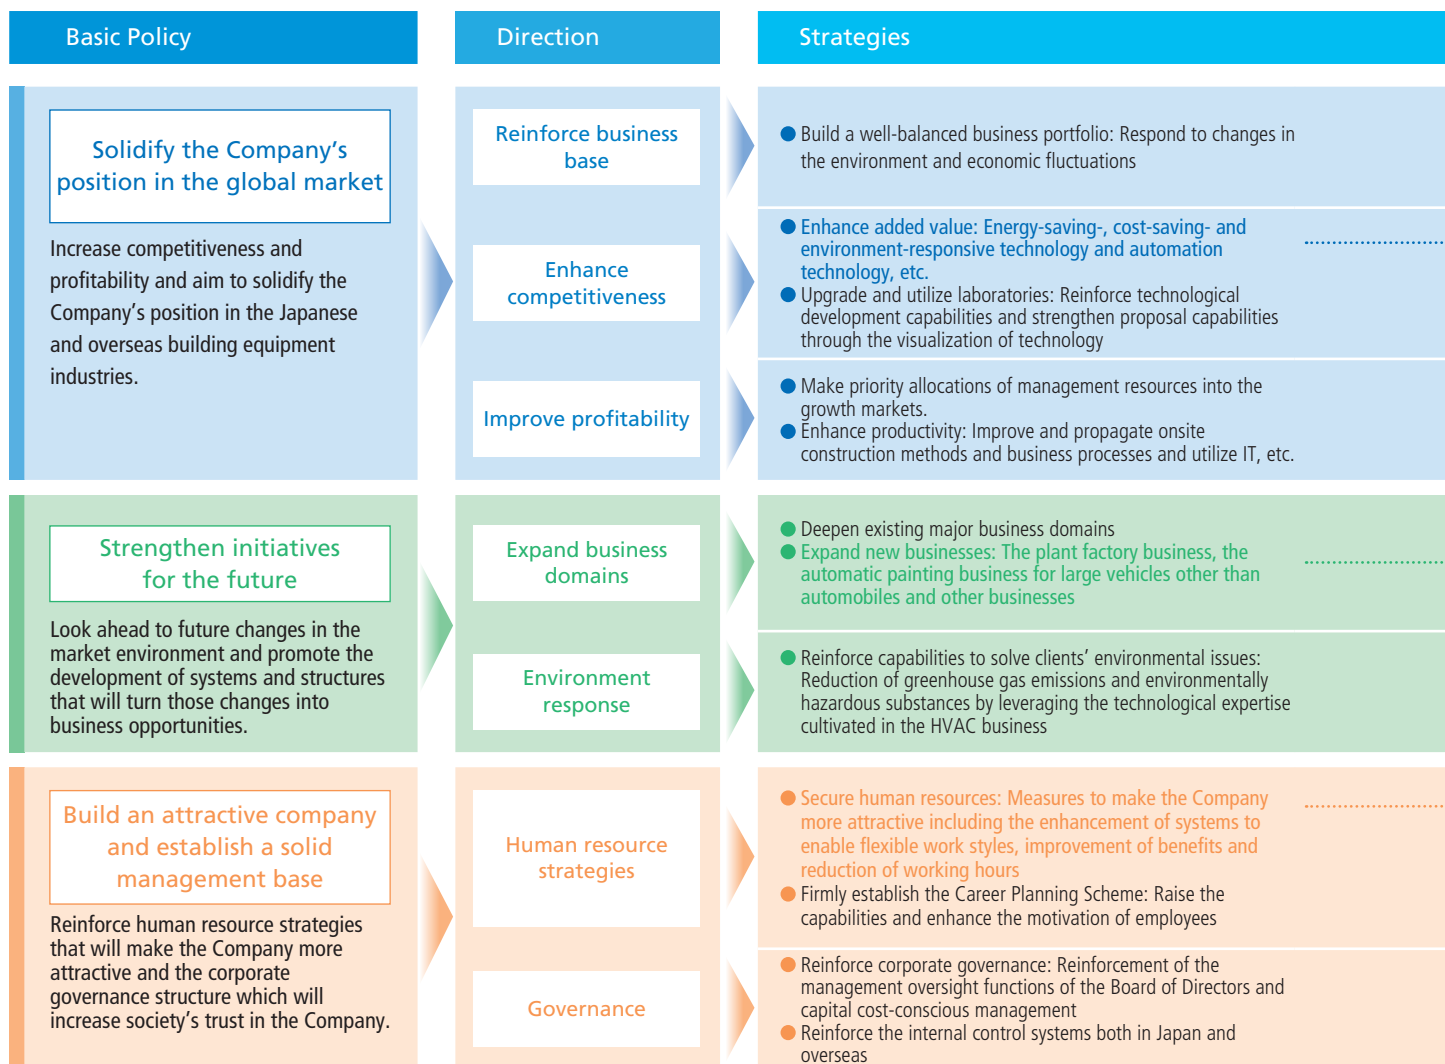 Basic Policy
Direction
Strategies
Solidify the Company’s
position in the global market
Increase competitiveness and
profitability and aim to solidify the
Company’s position in the Japanese
and overseas building equipment
industries.
Reinforce business
base
● Build a well-balanced business portfolio: Respond to changes in
the environment and economic fluctuations
Enhance
competitiveness
● Enhance added value: Energy-saving-, cost-saving- and
environment-responsive technology and automation
technology, etc.
● Upgrade and utilize laboratories: Reinforce technological
development capabilities and strengthen proposal capabilities
through the visualization of technology
Improve profitability
● Make priority allocations of management resources into the
growth markets.
● Enhance productivity: Improve and propagate onsite
construction methods and business processes and utilize IT, etc.
Strengthen initiatives
for the future
Look ahead to future changes in the
market environment and promote the
development of systems and structures
that will turn those changes into
business opportunities.
Expand business
domains
● Deepen existing major business domains
● Expand new businesses: The plant factory business, the
automatic painting business for large vehicles other than
automobiles and other businesses
Environment
response
● Reinforce capabilities to solve clients’ environmental issues:
Reduction of greenhouse gas emissions and environmentally
hazardous substances by leveraging the technological expertise
cultivated in the HVAC business
Build an attractive company
and establish a solid
management base
Reinforce human resource strategies
that will make the Company more
attractive and the corporate
governance structure which will
increase society’s trust in the Company.
Human resource
strategies
● Secure human resources: Measures to make the Company
more attractive including the enhancement of systems to
enable flexible work styles, improvement of benefits and
reduction of working hours
● Firmly establish the Career Planning Scheme: Raise the
capabilities and enhance the motivation of employees
Governance
● Reinforce corporate governance: Reinforcement of the
management oversight functions of the Board of Directors and
capital cost-conscious management
● Reinforce the internal control systems both in Japan and
overseas